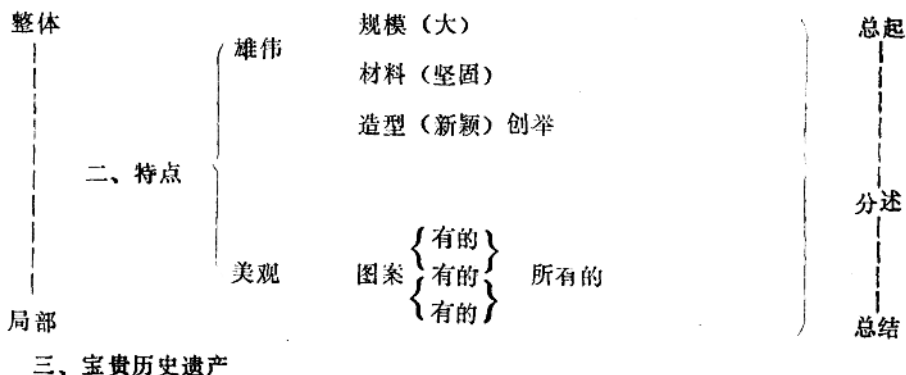 整体 规模（大） 总起
雄伟
材料（坚固）
造型（新颖）创举
二、特点
分述
有的
美观 图案 有的 所有的
有的
局部 总结
三、宝贵历史遗产